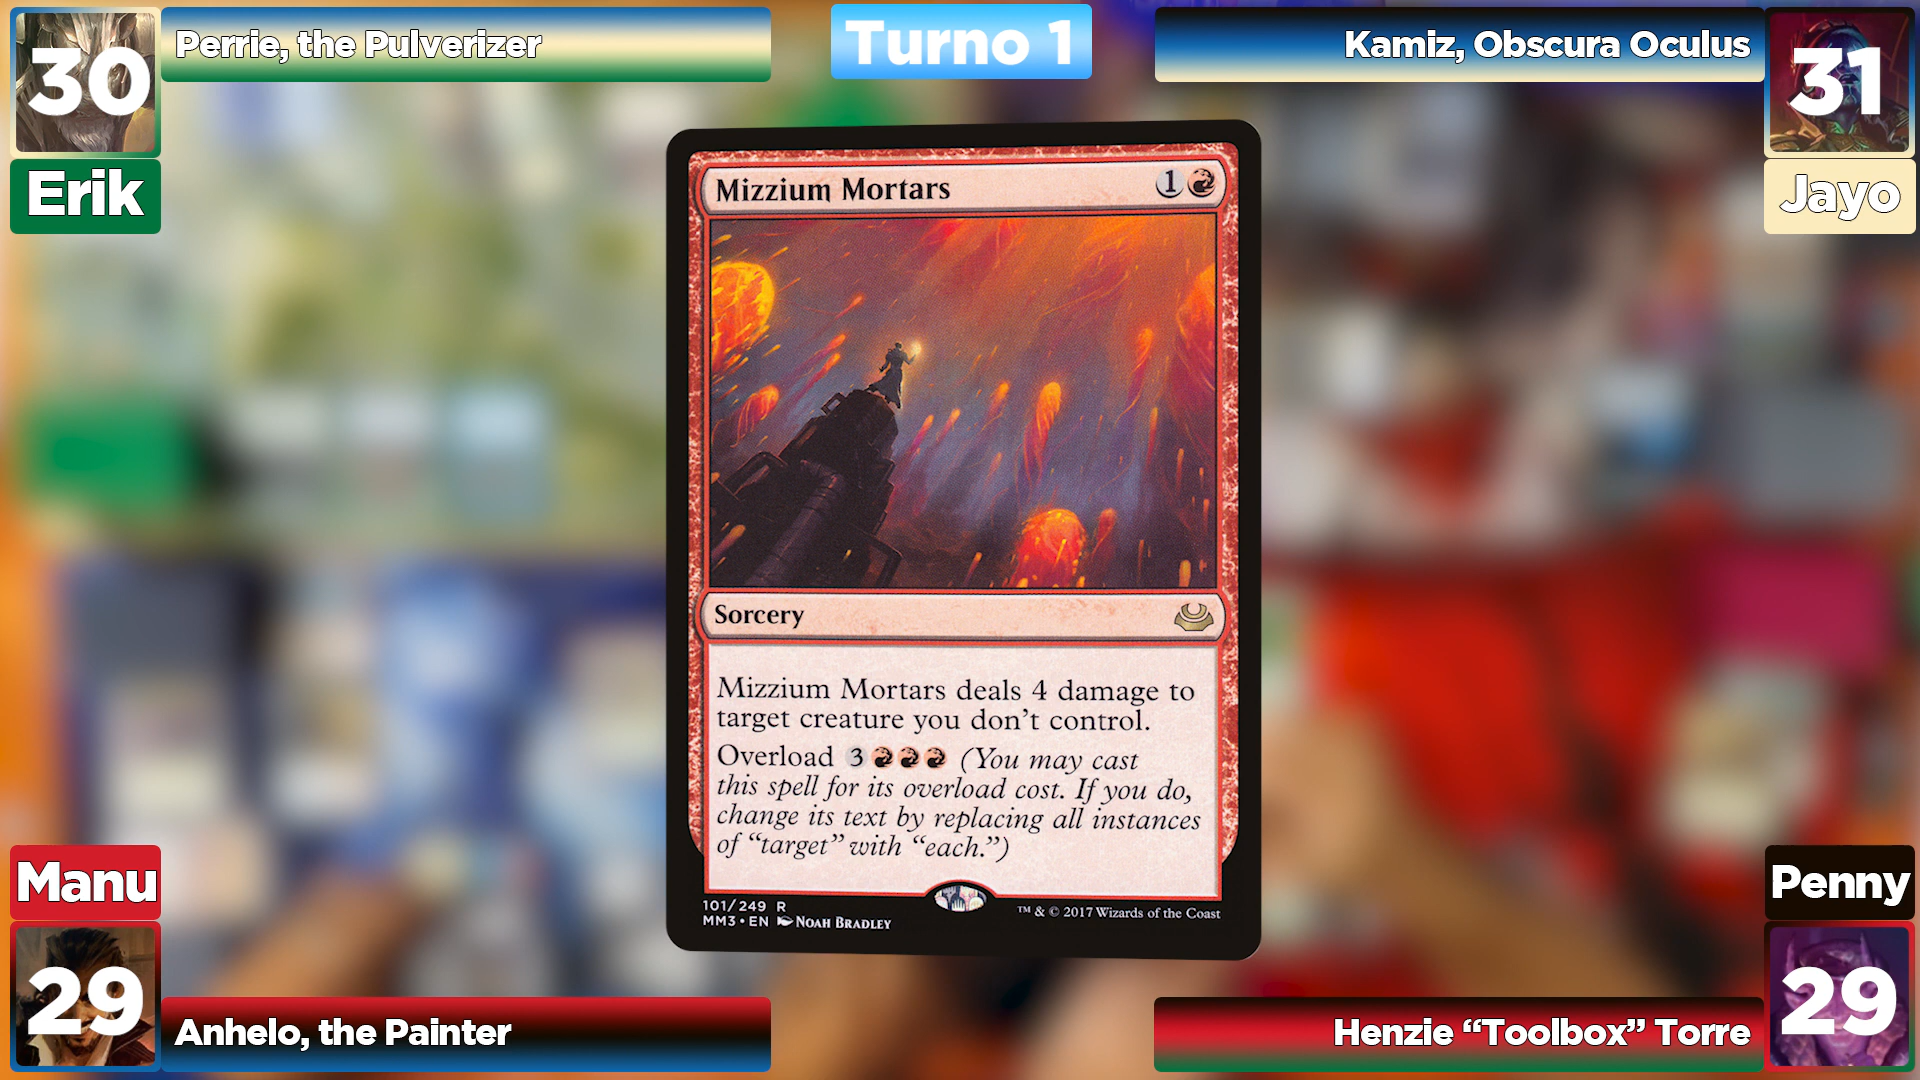 30
Perrie, the Pulverizer
Erik
Turno 1
Kamiz, Obscura Oculus
31
Jayo
Mizzium Mortars
1
Sorcery
Mizzium Mortars deals 4 damage to
target creature you don't control.
Overload 3 (You may cast
this spell for its overload cost. If you do,
change its text by replacing all instances
of “target” with “each.”)
101/249 R
MM3 • EN NOAH BRADLEY
™ & © 2017 Wizards of the Coast
Manu
29
Anhelo, the Painter
Penny
29
Henzie “Toolbox” Torre